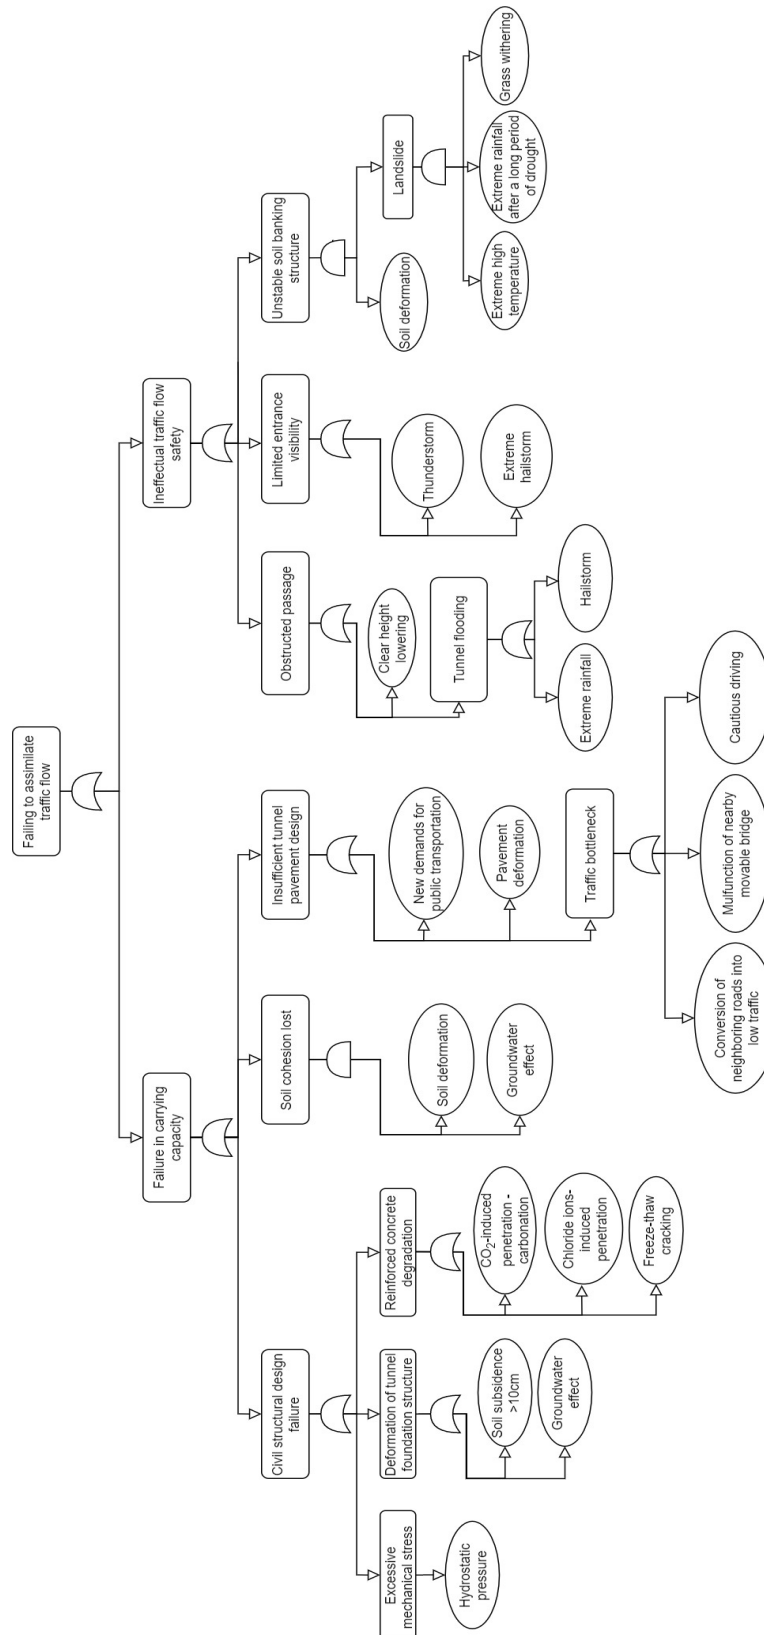 Failing to assimilate
traffic flow
Failure in carrying
capacity
Ineffectual traffic flow
safety
Civil structural design
failure
Soil cohesion lost
Insufficient tunnel
pavement design
Obstructed passage
Limited entrance
visibility
Unstable soil banking
structure
Excessive
mechanical stress
Deformation of tunnel
foundation structure
Reinforced concrete
degradation
Soil deformation
Groundwater
effect
New demands for
public transportation
Pavement
deformation
Traffic bottleneck
Clear height
lowering
Tunnel flooding
Thunderstorm
Extreme
hailstorm
Soil deformation
Landslide
Hydrostatic
pressure
Soil subsidence
>10cm
Groundwater
effect
CO₂-induced
penetration -
carbonation
Chloride ions-
induced
penetration
Freeze-thaw
cracking
Extreme rainfall
Hailstorm
Extreme high
temperature
Extreme rainfall
after a long period
of drought
Grass withering
Conversion of
neighboring roads into
low traffic
Mulfunction of nearby
movable bridge
Cautious driving